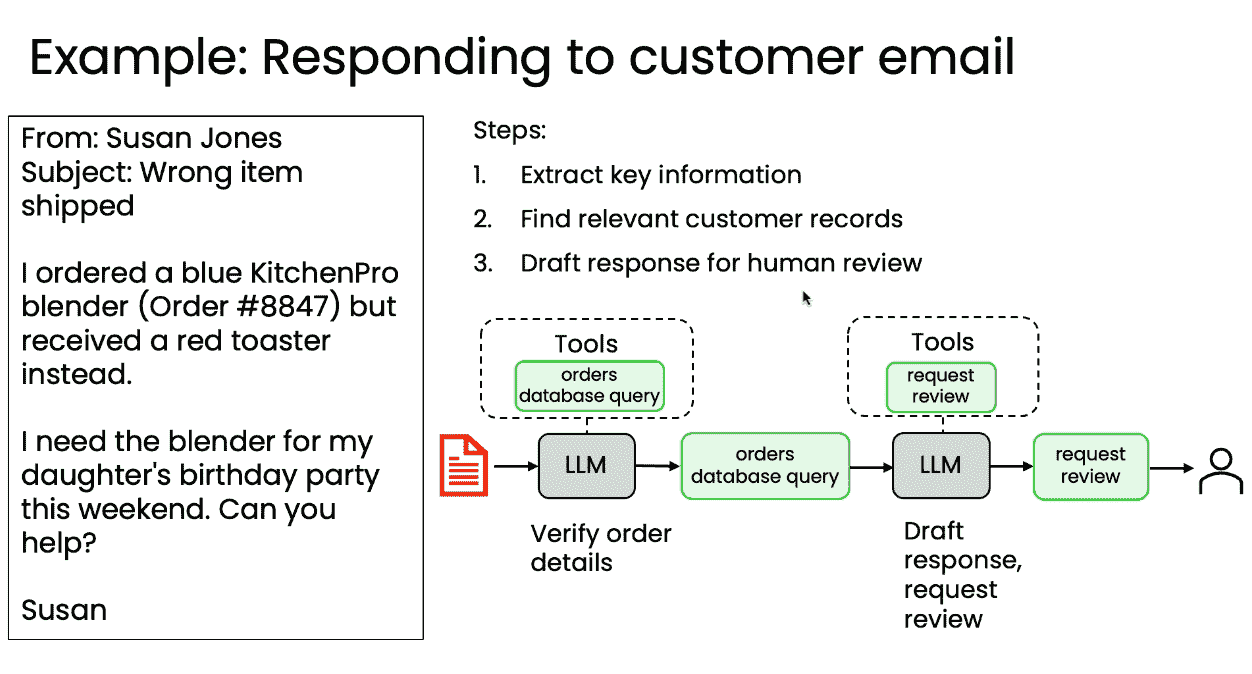 Example: Responding to customer email
From: Susan Jones
Subject: Wrong item
shipped
I ordered a blue KitchenPro
blender (Order #8847) but
received a red toaster
instead.
I need the blender for my
daughter's birthday party
this weekend. Can you
help?
Susan
Steps:
1. Extract key information
2. Find relevant customer records
3. Draft response for human review
Tools
orders
database query
LLM
Verify order
details
orders
database query
Tools
request
review
LLM
Draft
response,
request
review
request
review